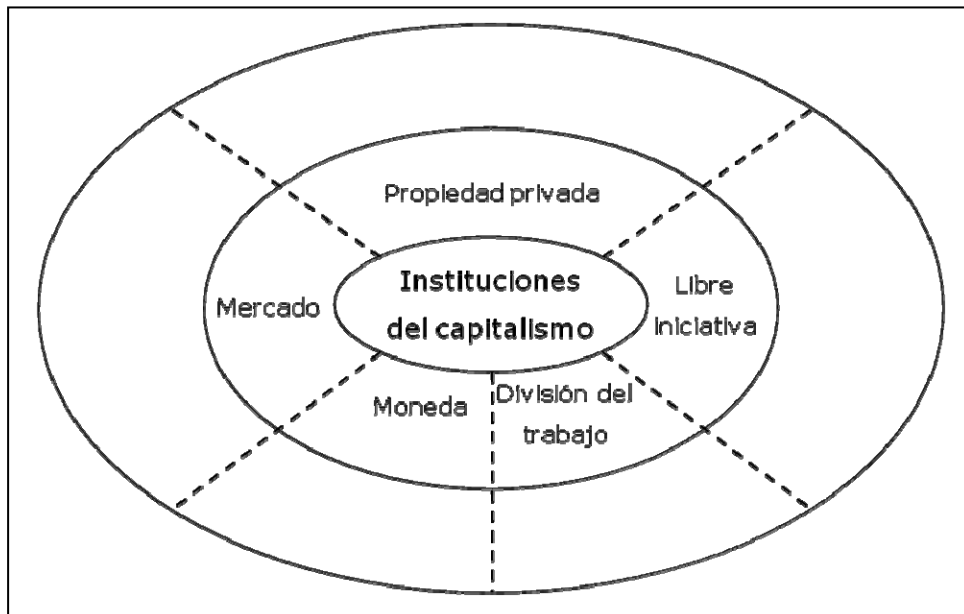 Propiedad privada
Instituciones
del capitalismo
Mercado
Libre
iniciativa
Moneda
División del
trabajo